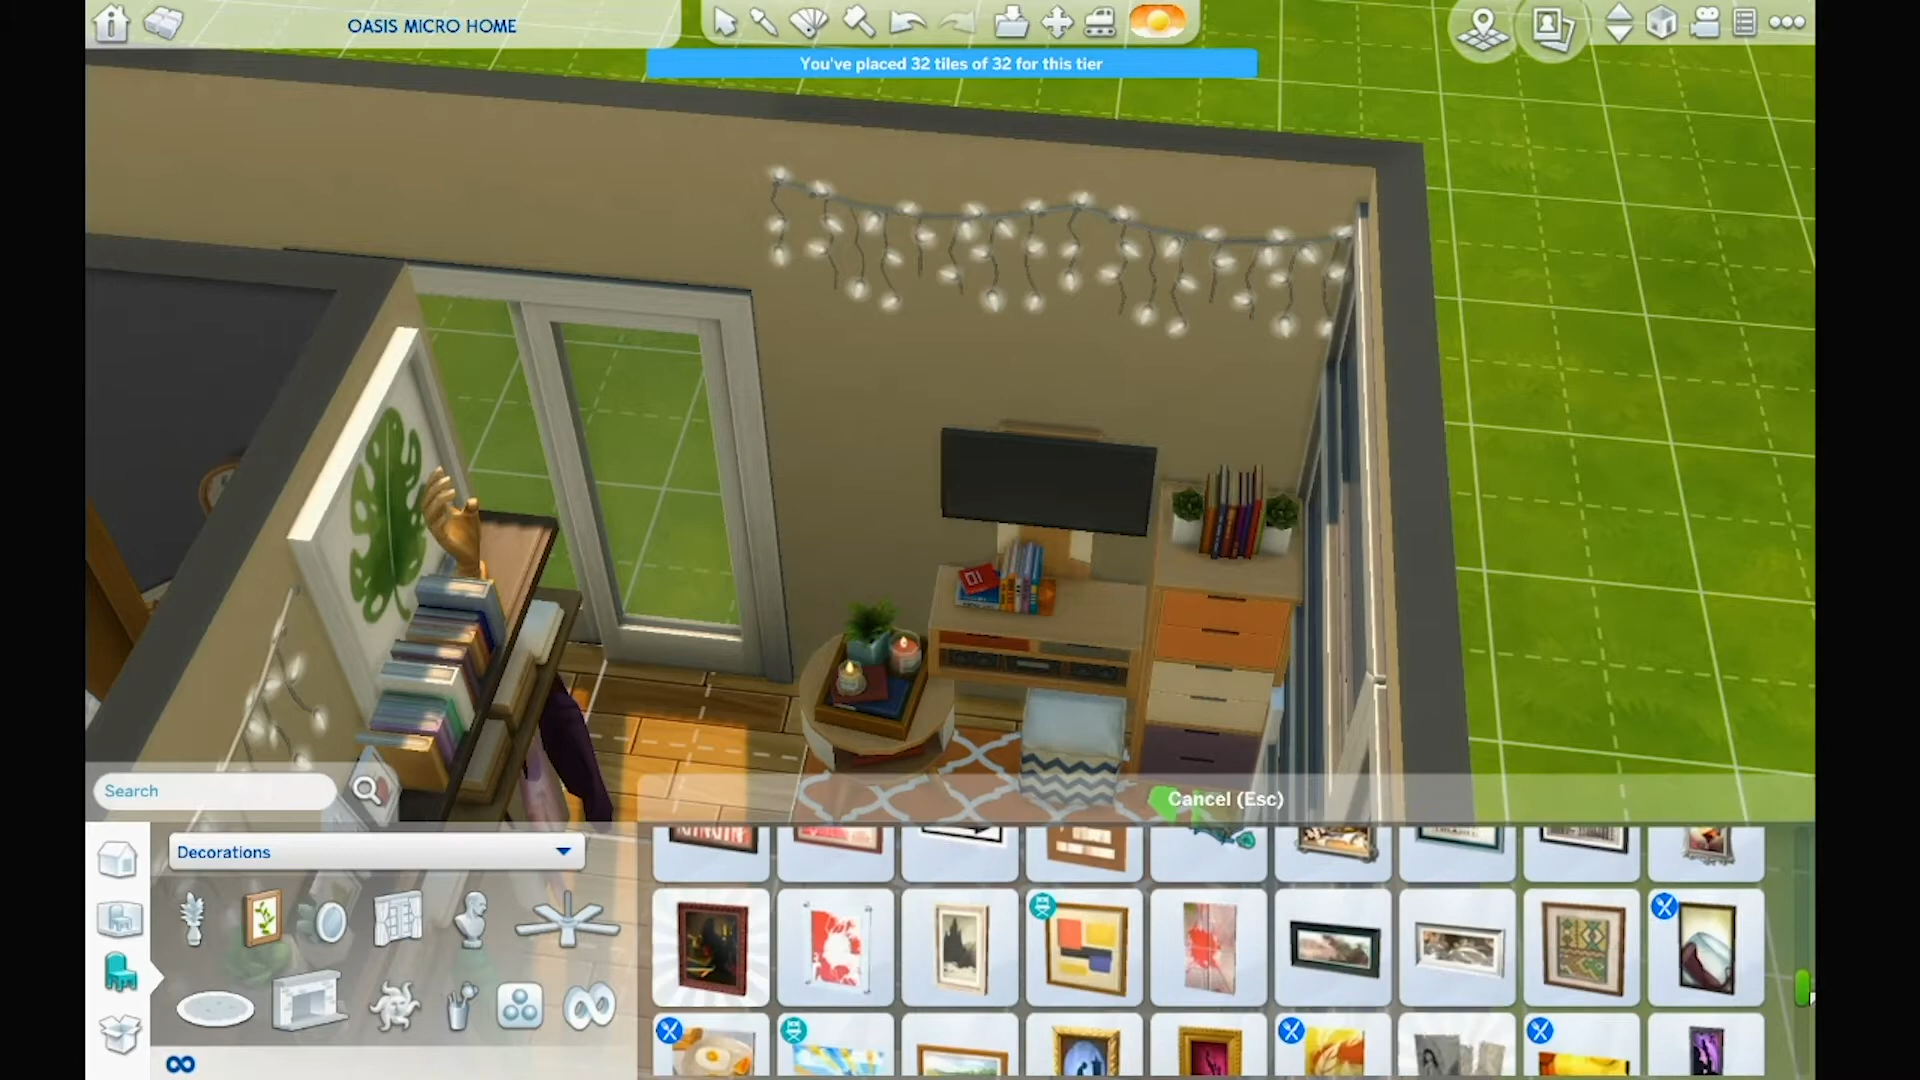 OASIS MICRO HOME
You've placed 32 tiles of 32 for this tier
Search
Cancel (Esc)
Decorations